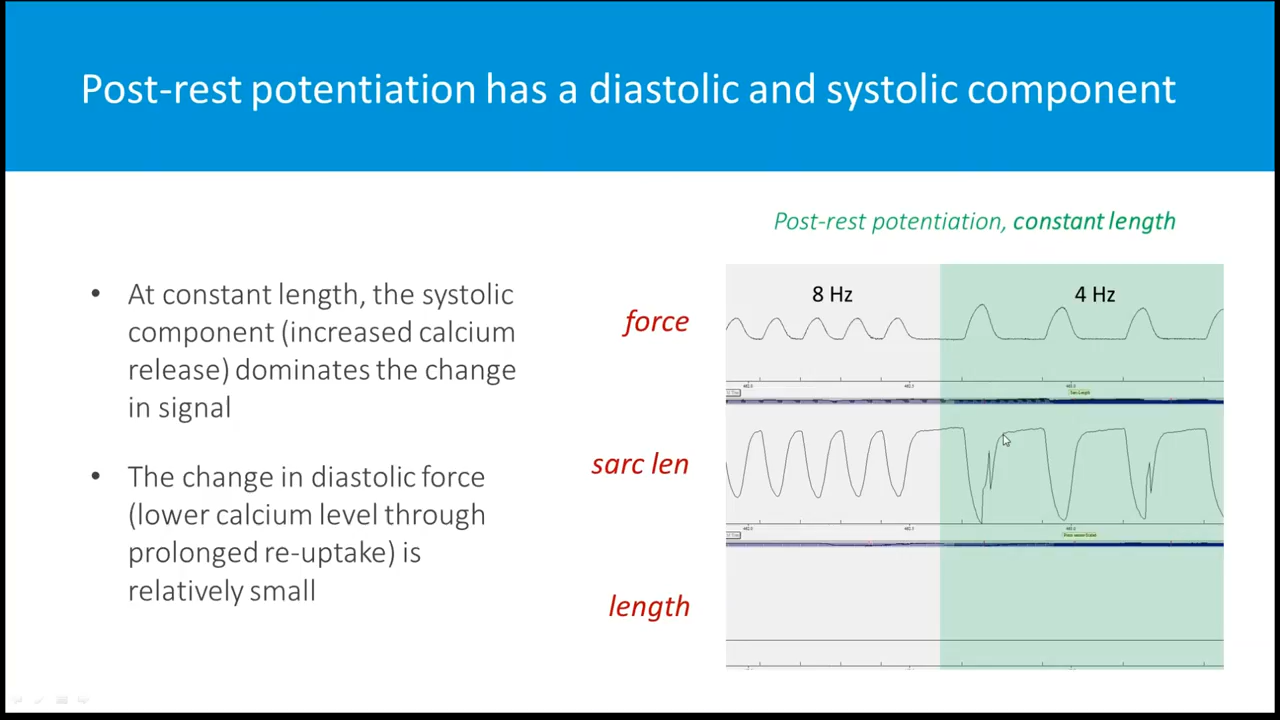 Post-rest potentiation has a diastolic and systolic component
Post-rest potentiation, constant length
• At constant length, the systolic
component (increased calcium
release) dominates the change
in signal
• The change in diastolic force
(lower calcium level through
prolonged re-uptake) is
relatively small
8 Hz
4 Hz
force
sarc len
length